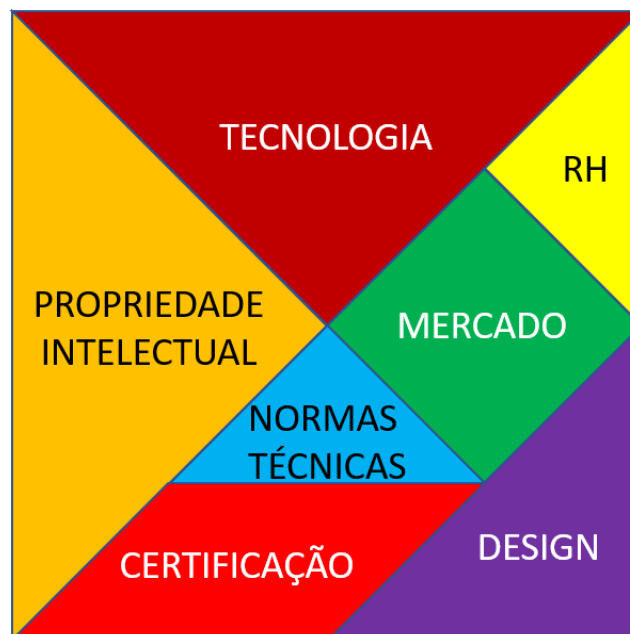 TECNOLOGIA
RH
PROPRIEDADE
INTELECTUAL
MERCADO
NORMAS
TÉCNICAS
CERTIFICAÇÃO
DESIGN